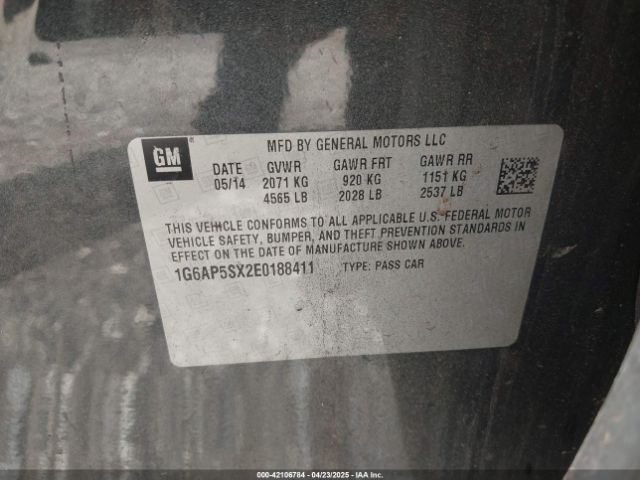 GM
MFD BY GENERAL MOTORS LLC
DATE GVWR GAWR FRT GAWR RR
05/14 2071 KG 920 KG 1151 KG
4565 LB 2028 LB 2537 LB
THIS VEHICLE CONFORMS TO ALL APPLICABLE U.S. FEDERAL MOTOR
VEHICLE SAFETY, BUMPER, AND THEFT PREVENTION STANDARDS IN
EFFECT ON THE DATE OF MANUFACTURE SHOWN ABOVE.
1G6AP5SX2E0188411 TYPE: PASS CAR
000-42106784 - 04/23/2025 - IAAI.COM